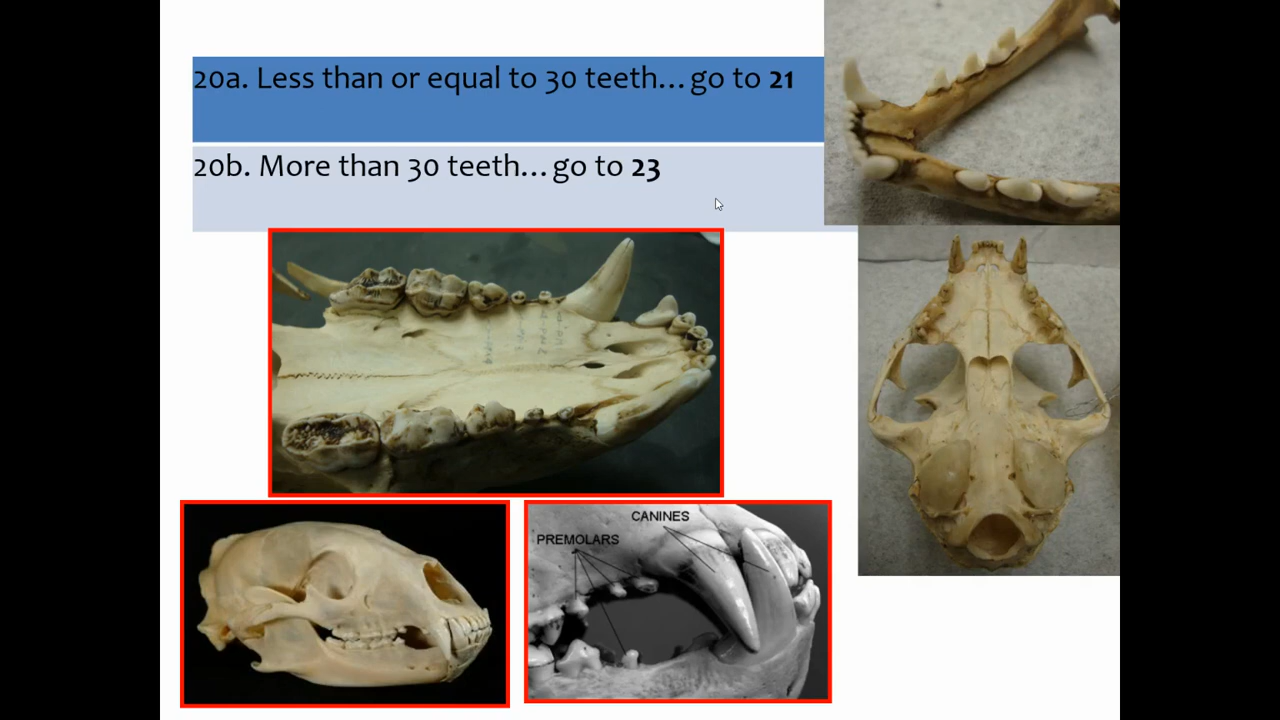 20a. Less than or equal to 30 teeth... go to 21
20b. More than 30 teeth... go to 23
CANINES
PREMOLARS